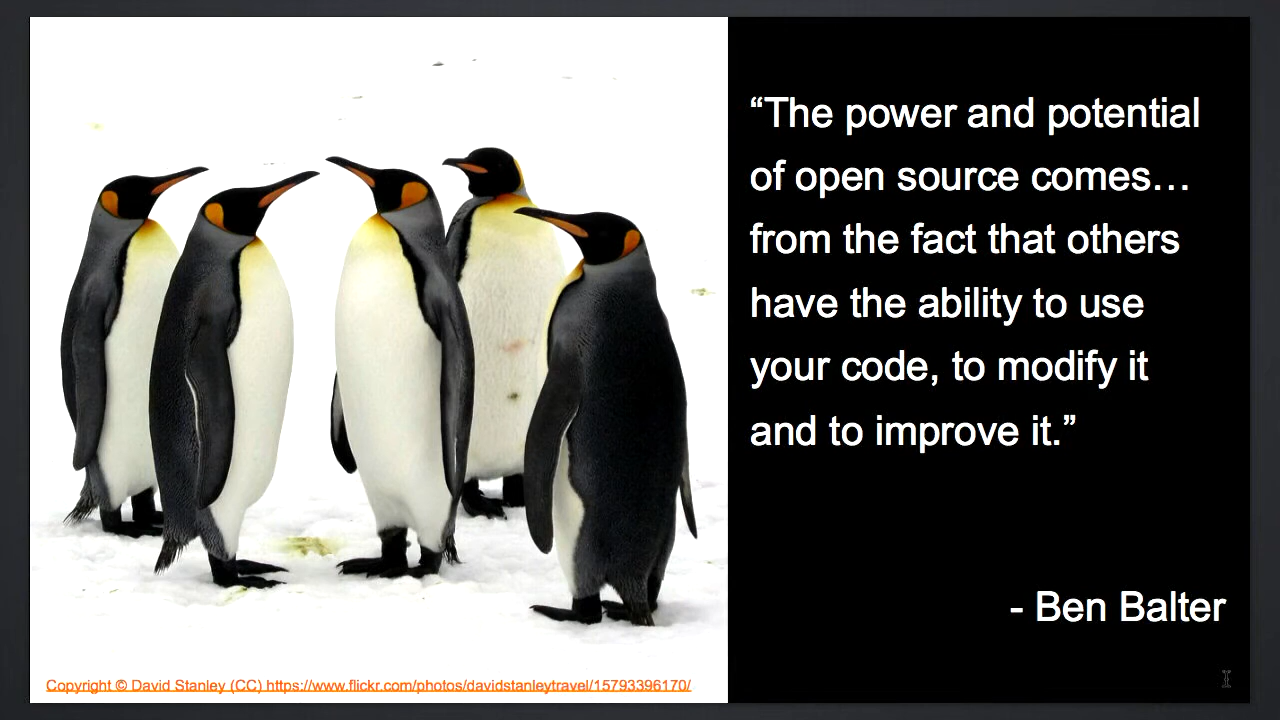 “The power and potential
of open source comes…
from the fact that others
have the ability to use
your code, to modify it
and to improve it.”
- Ben Balter
Copyright © David Stanley (CC) https://www.flickr.com/photos/davidstanleytravel/15793396170/